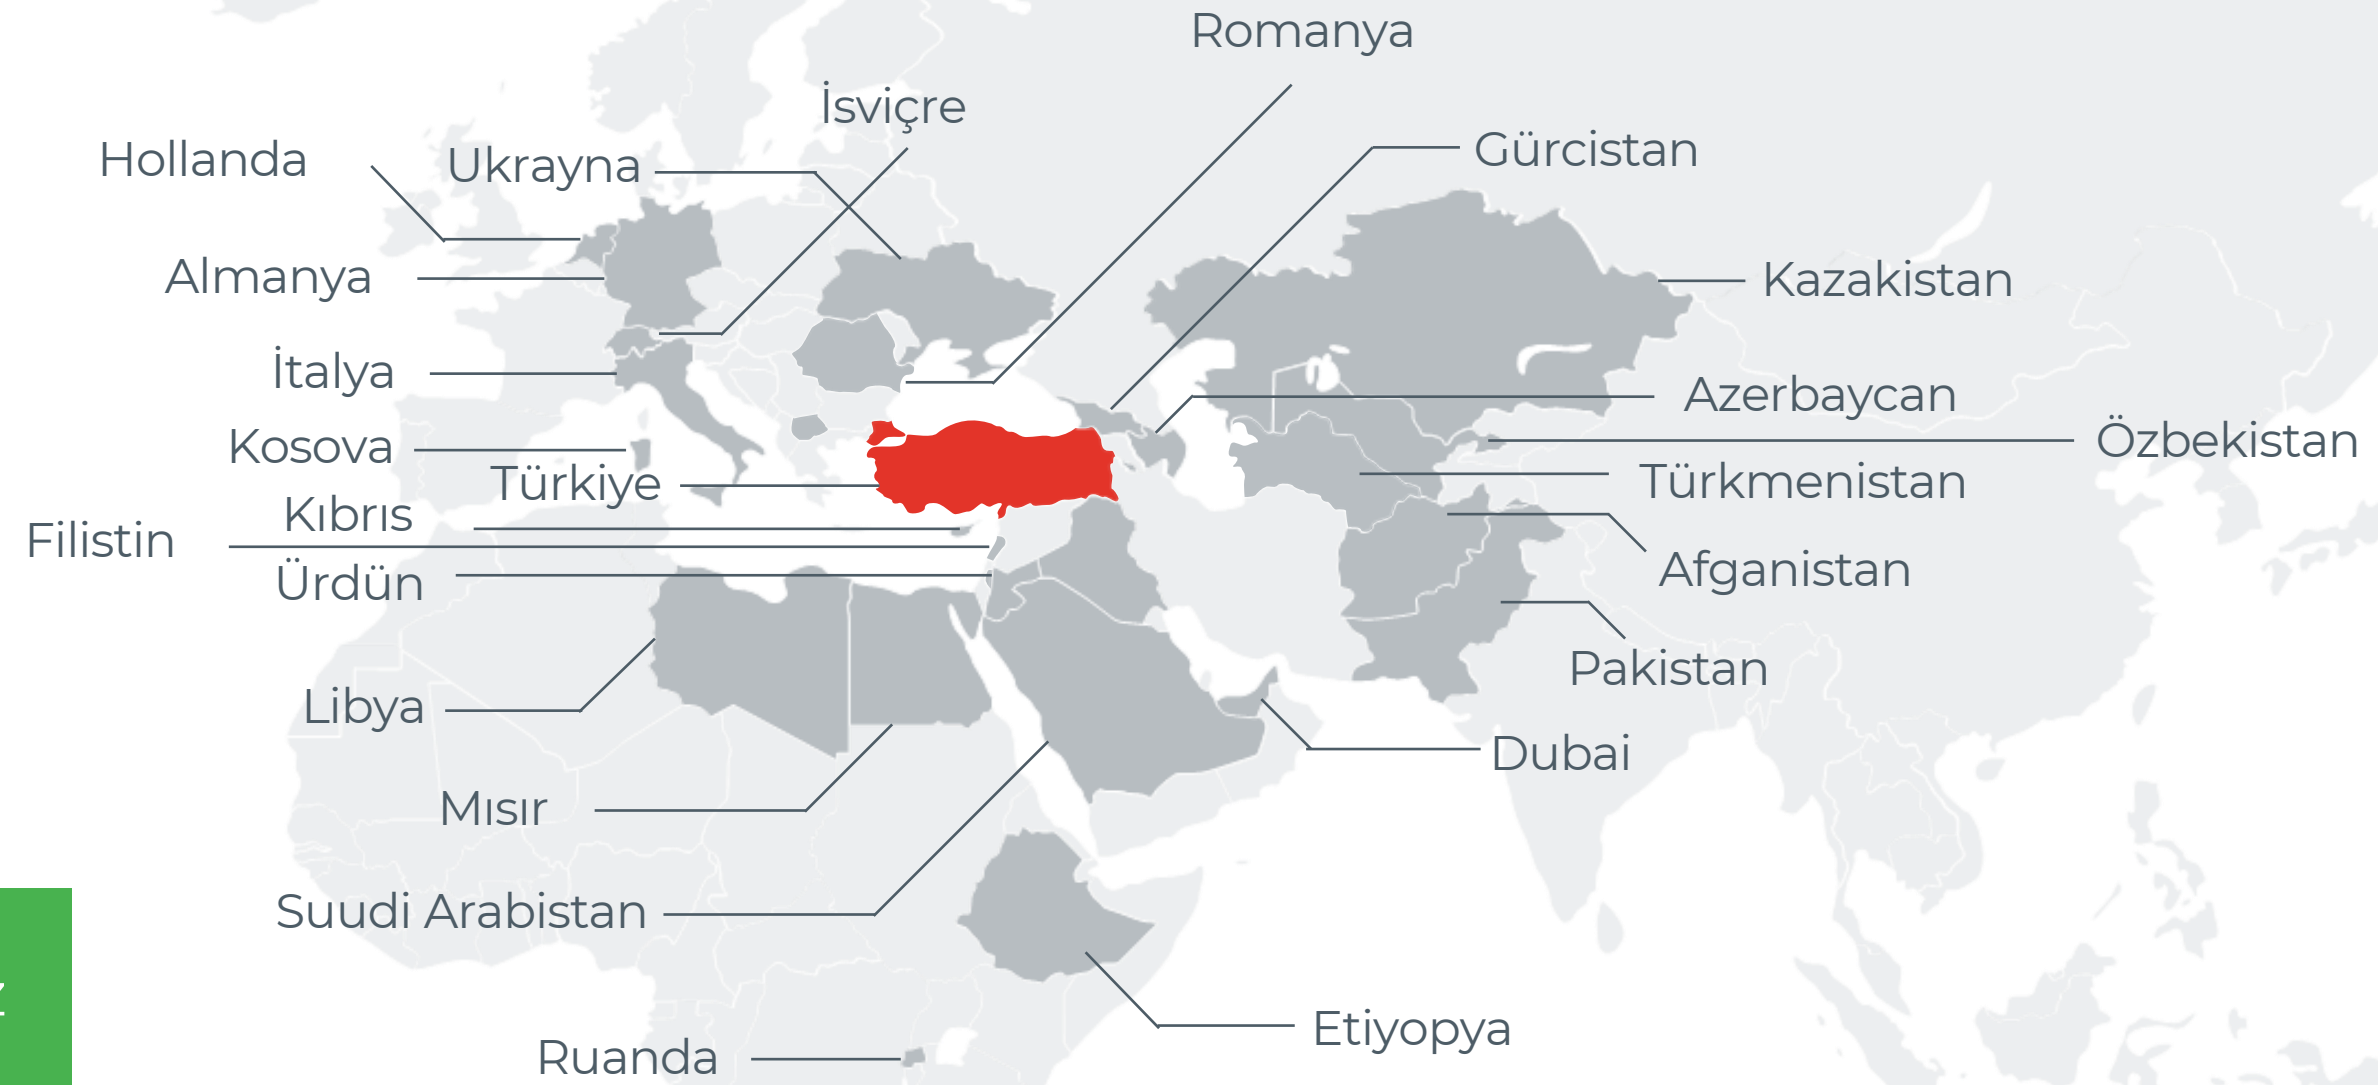 Romanya
İsviçre
Hollanda
Ukrayna
Gürcistan
Almanya
Kazakistan
İtalya
Azerbaycan
Kosova
Özbekistan
Türkiye
Türkmenistan
Kıbrıs
Filistin
Ürdün
Afganistan
Pakistan
Libya
Dubai
Mısır
Suudi Arabistan
Etiyopya
Ruanda